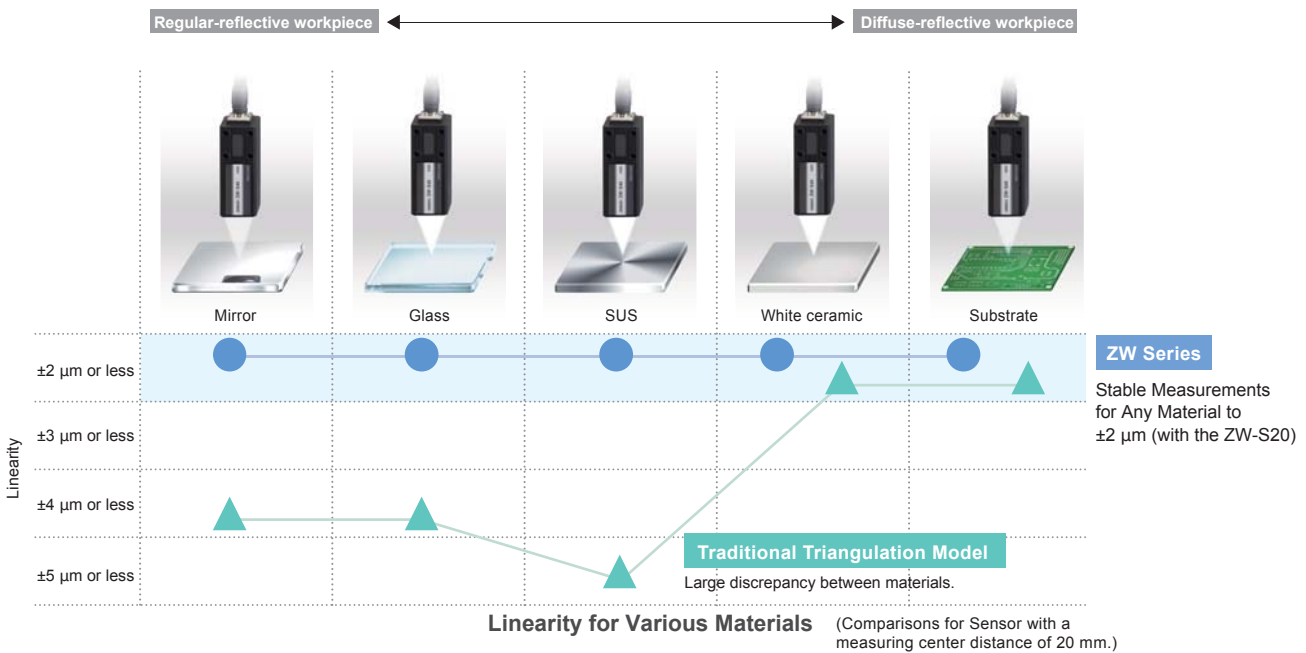 Regular-reflective workpiece
Diffuse-reflective workpiece
Mirror
Glass
SUS
White ceramic
Substrate
Linearity
±2 µm or less
±3 µm or less
±4 µm or less
±5 µm or less
ZW Series
Stable Measurements
for Any Material to
±2 µm (with the ZW-S20)
Traditional Triangulation Model
Large discrepancy between materials.
Linearity for Various Materials
(Comparisons for Sensor with a
measuring center distance of 20 mm.)